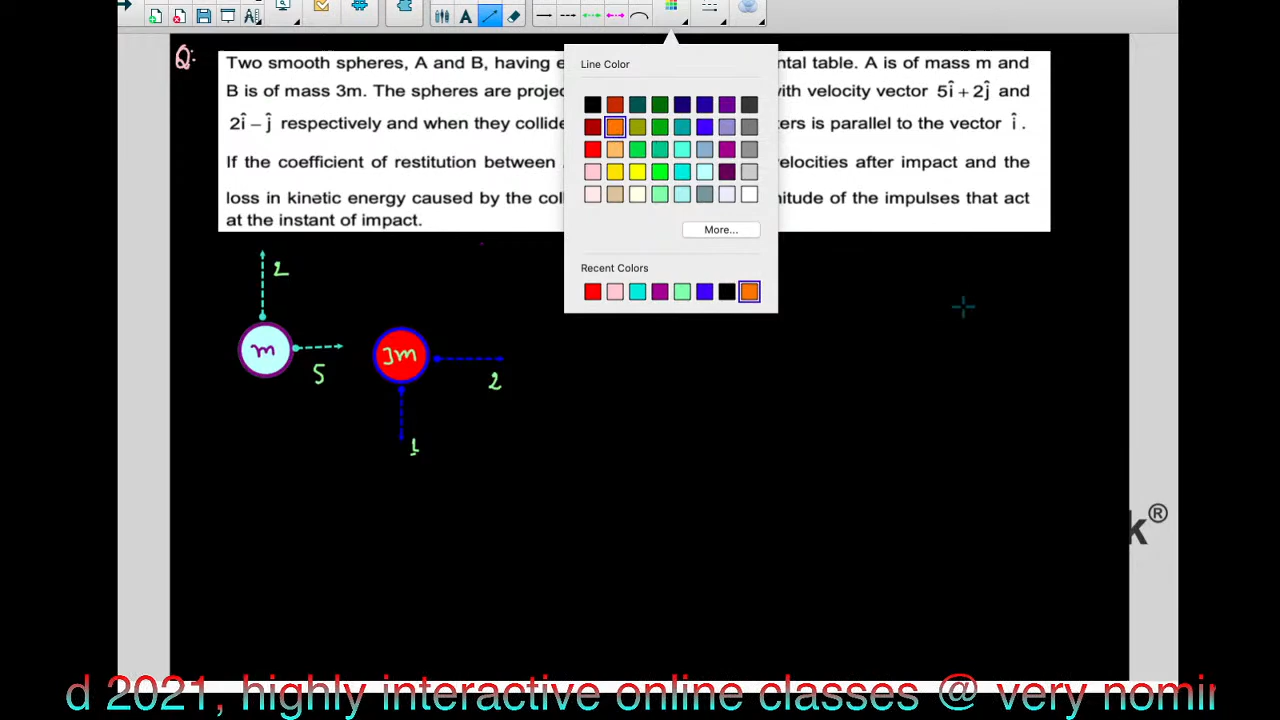 Q:
Two smooth spheres, A and B, having e ntal table. A is of mass m and
B is of mass 3m. The spheres are proje with velocity vector 5î + 2ĵ and
2î – ĵ respectively and when they collide ters is parallel to the vector î .
If the coefficient of restitution between elocities after impact and the
loss in kinetic energy caused by the col nitude of the impulses that act
at the instant of impact.
Line Color
More...
Recent Colors
2
m
5
3m
2
1
k®
d 2021, highly interactive online classes @ very nomin